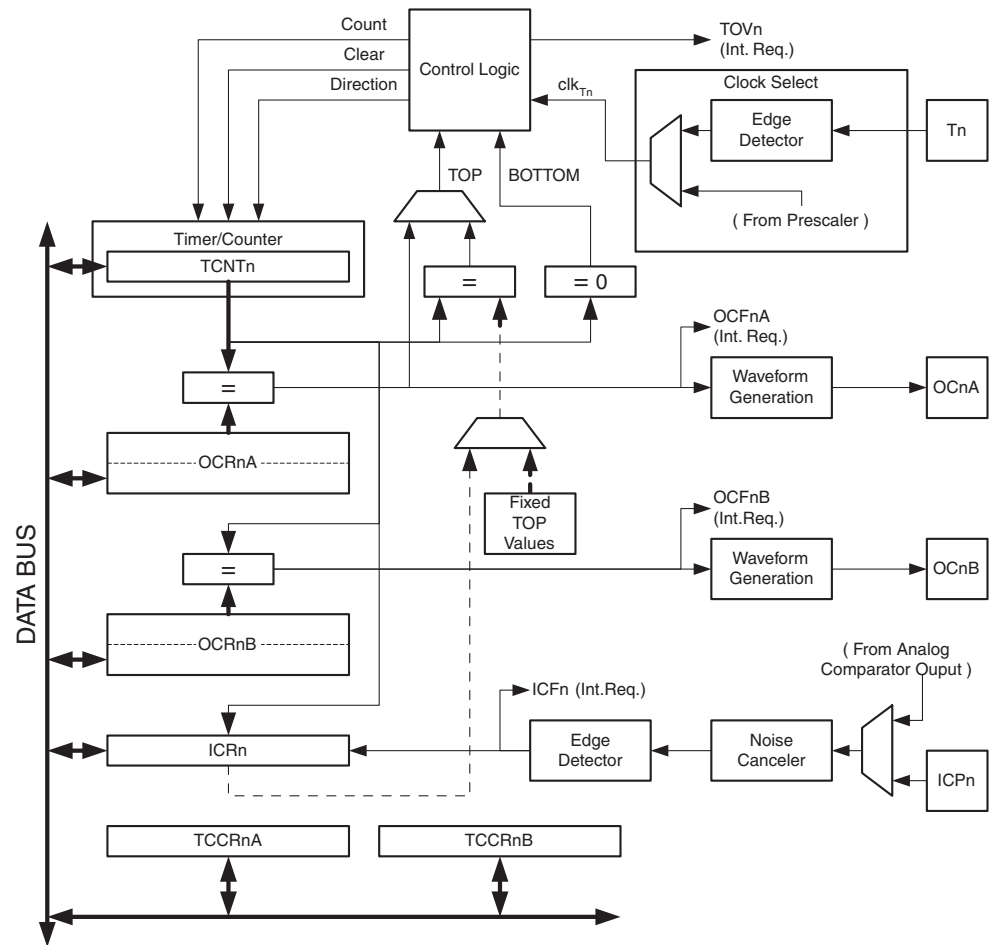 Count
TOVn
(Int. Req.)
Clear
Control Logic
Clock Select
Direction
clkTn
Edge
Detector
Tn
TOP
BOTTOM
( From Prescaler )
Timer/Counter
TCNTn
=
= 0
OCFnA
(Int. Req.)
=
Waveform
Generation
OCnA
OCRnA
Fixed
TOP
Values
OCFnB
(Int.Req.)
=
Waveform
Generation
OCnB
DATA BUS
OCRnB
( From Analog
Comparator Ouput )
ICFn (Int.Req.)
ICRn
Edge
Detector
Noise
Canceler
ICPn
TCCRnA
TCCRnB